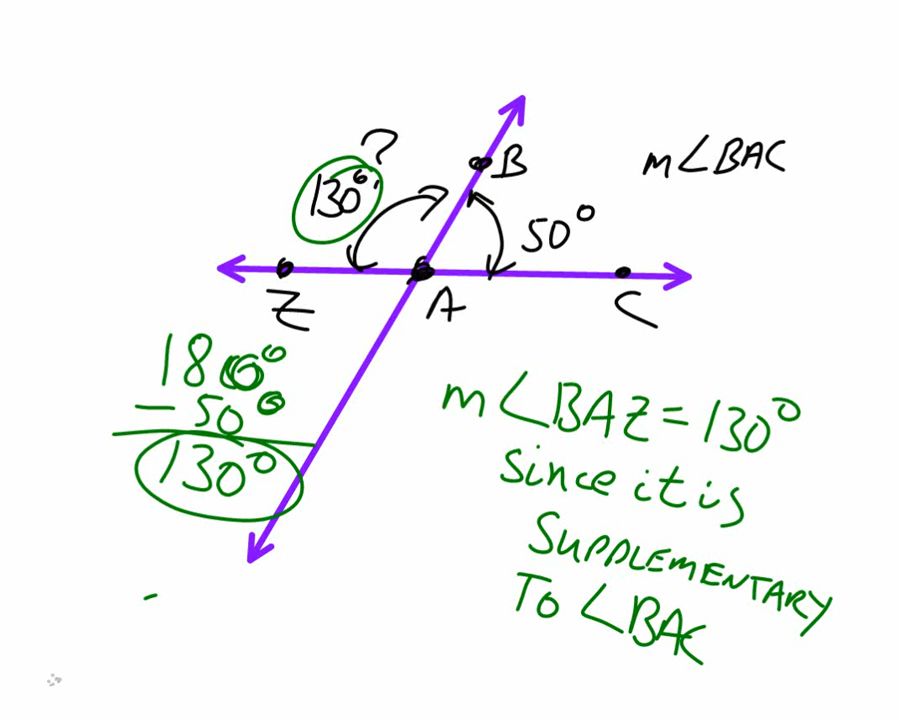 ?
130°
B
m∠BAC
50°
Z
A
C
180°
- 50°
130°
m∠BAZ = 130°
since it is
SUPPLEMENTARY
TO ∠BAC